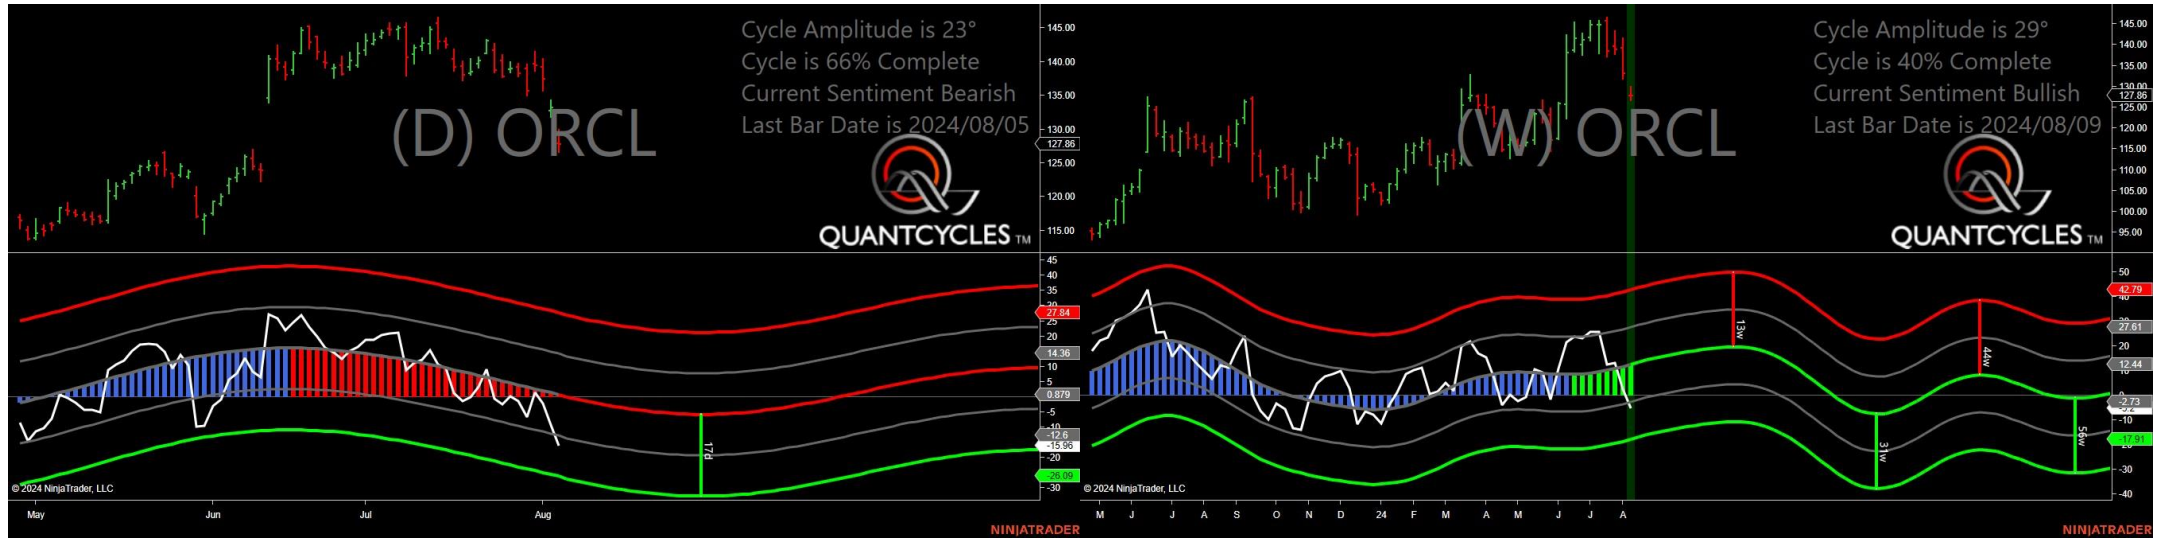 Cycle Amplitude is 23°
Cycle is 66% Complete
Current Sentiment Bearish
Last Bar Date is 2024/08/05
(D) ORCL
QUANTCYCLES TM
145.00
140.00
135.00
130.00
127.86
125.00
120.00
115.00
45
40
35
27.84
25
20
14.36
10
5
0.879
-5
-12.6
-15.96
-20
-26.09
-30
17d
© 2024 NinjaTrader, LLC
May Jun Jul Aug
NINJATRADER
Cycle Amplitude is 29°
Cycle is 40% Complete
Current Sentiment Bullish
Last Bar Date is 2024/08/09
(W) ORCL
QUANTCYCLES TM
145.00
140.00
135.00
130.00
127.86
125.00
120.00
115.00
110.00
105.00
100.00
95.00
50
42.79
40
27.61
20
12.44
-2.73
-10
-17.91
-30
-40
13w
31w
44w
56w
© 2024 NinjaTrader, LLC
M J J A S O N D 24 F M A M J J A
NINJATRADER